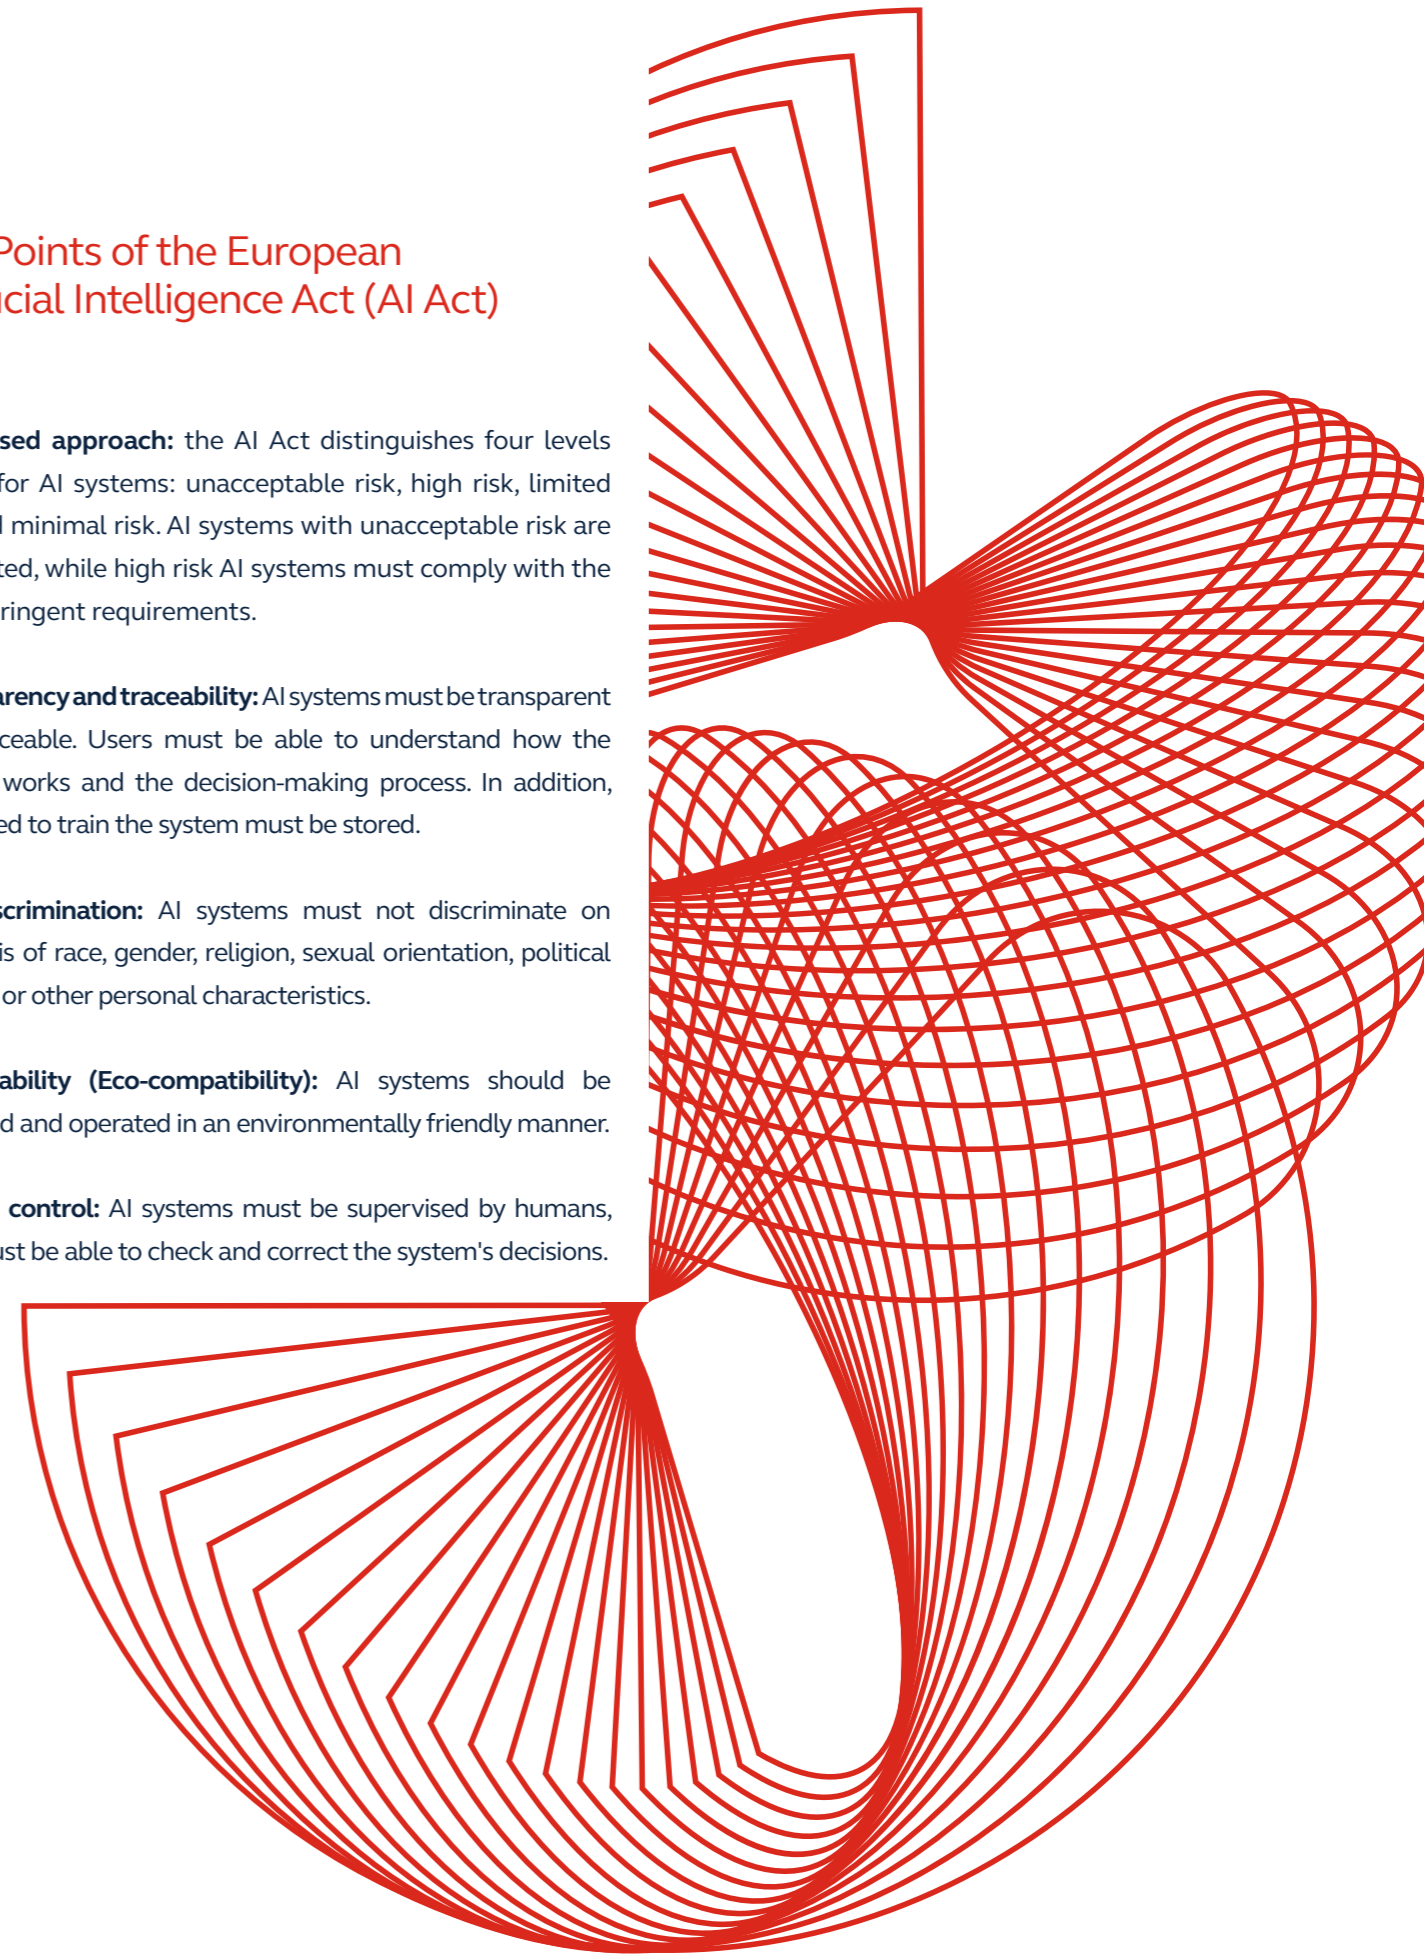 Points of the European
cial Intelligence Act (AI Act)
sed approach: the AI Act distinguishes four levels
for AI systems: unacceptable risk, high risk, limited
minimal risk. AI systems with unacceptable risk are
ted, while high risk AI systems must comply with the
ringent requirements.
arency and traceability: AI systems must be transparent
ceable. Users must be able to understand how the
works and the decision-making process. In addition,
ed to train the system must be stored.
scrimination: AI systems must not discriminate on
is of race, gender, religion, sexual orientation, political
or other personal characteristics.
ability (Eco-compatibility): AI systems should be
d and operated in an environmentally friendly manner.
control: AI systems must be supervised by humans,
ust be able to check and correct the system's decisions.